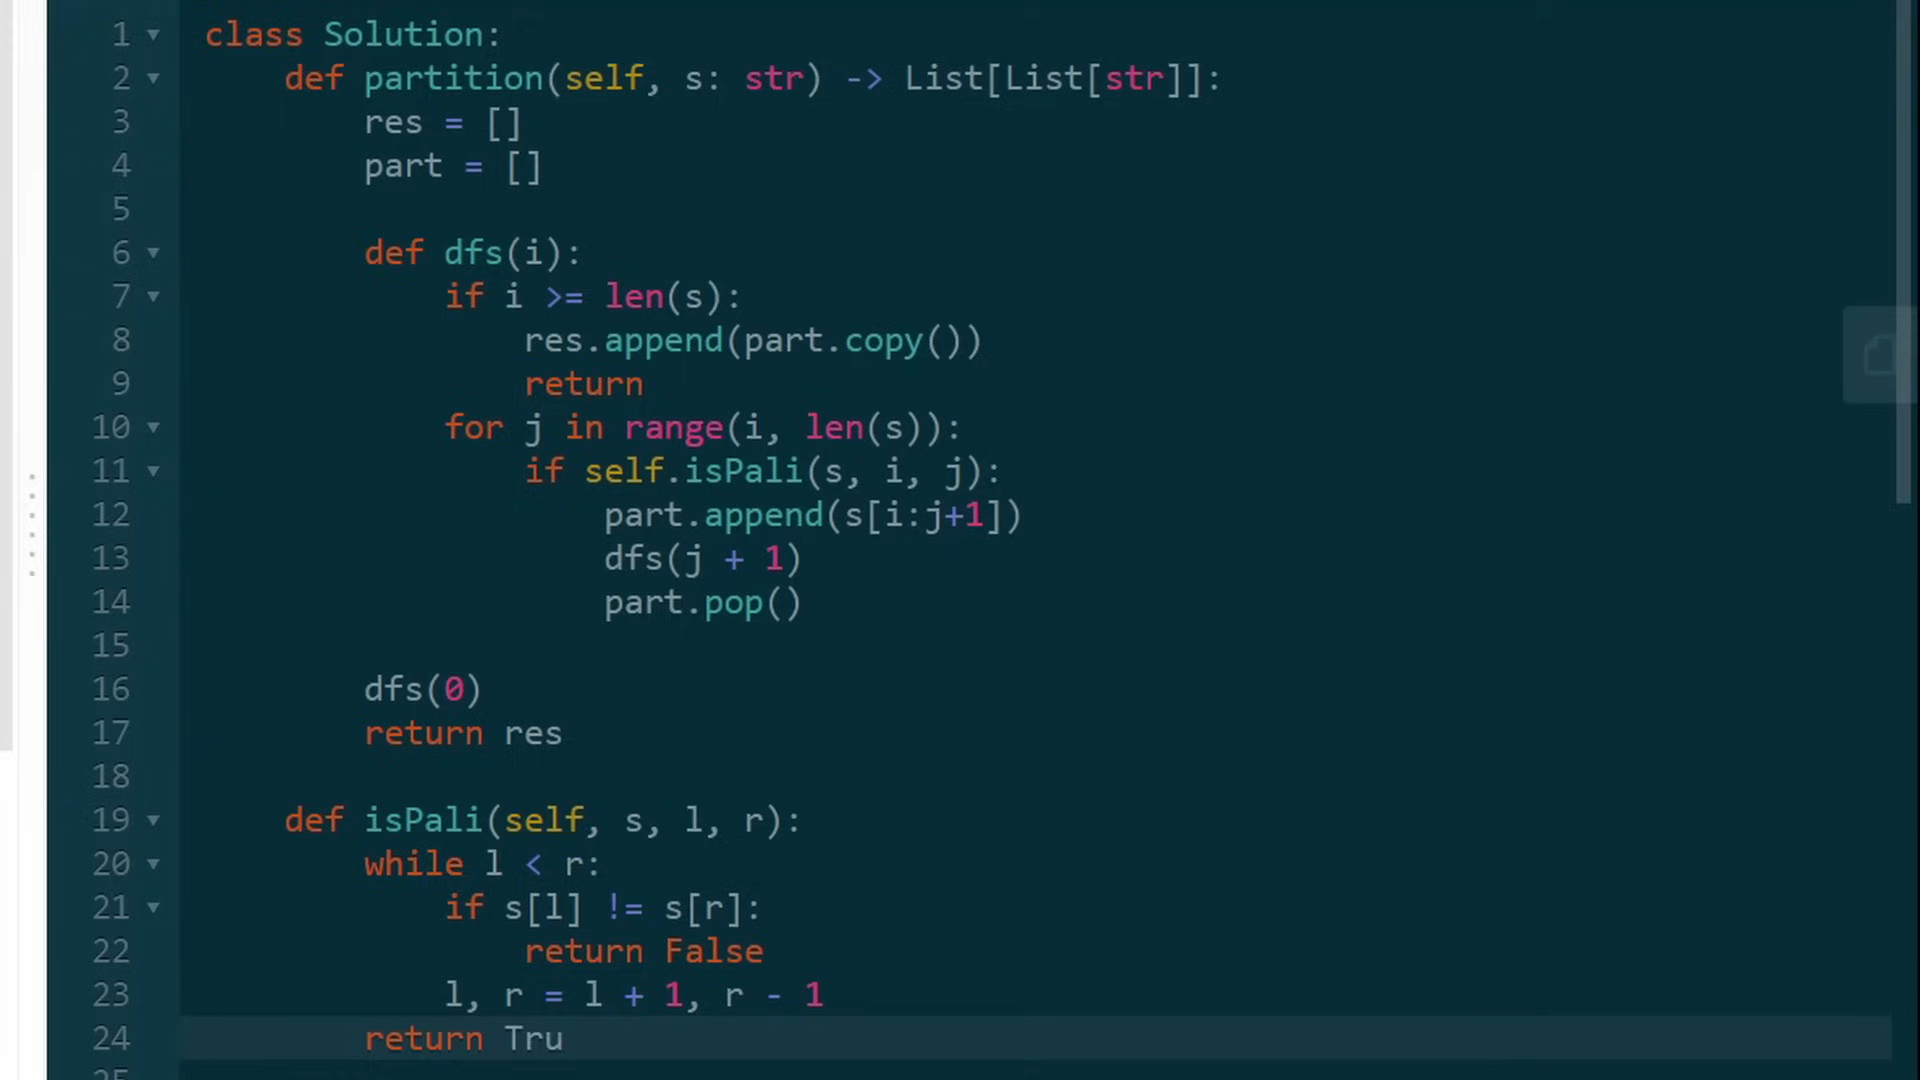 1 class Solution:
2 def partition(self, s: str) -> List[List[str]]:
3 res = []
4 part = []
5
6 def dfs(i):
7 if i >= len(s):
8 res.append(part.copy())
9 return
10 for j in range(i, len(s)):
11 if self.isPali(s, i, j):
12 part.append(s[i:j+1])
13 dfs(j + 1)
14 part.pop()
15
16 dfs(0)
17 return res
18
19 def isPali(self, s, l, r):
20 while l < r:
21 if s[l] != s[r]:
22 return False
23 l, r = l + 1, r - 1
24 return Tru
25